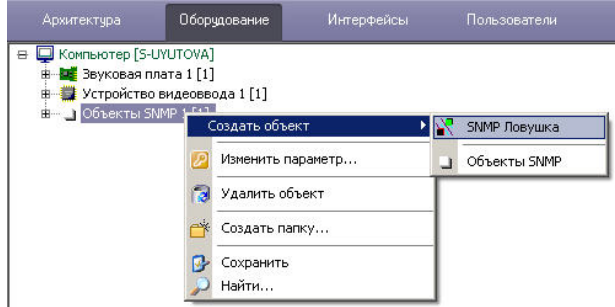 Архитектура Оборудование Интерфейсы Пользователи
Компьютер [S-UYUTOVA]
Звуковая плата 1 [1]
Устройство видеоввода 1 [1]
Объекты SNMP 1 [1]
Создать объект
SNMP Ловушка
Изменить параметр...
Объекты SNMP
Удалить объект
Создать папку...
Сохранить
Найти...